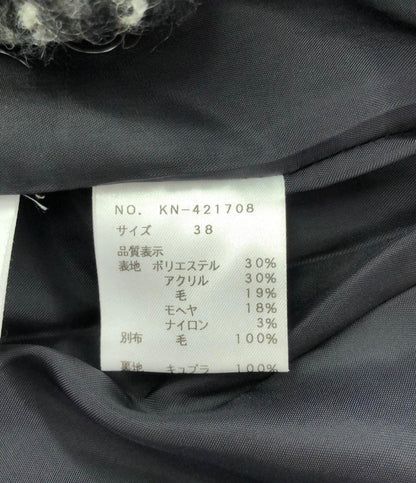 NO. KN-421708
サイズ 38
品質表示
表地 ポリエステル 30%
アクリル 30%
毛 19%
モヘヤ 18%
ナイロン 3%
別布 毛 100%
裏地 キュプラ 100%